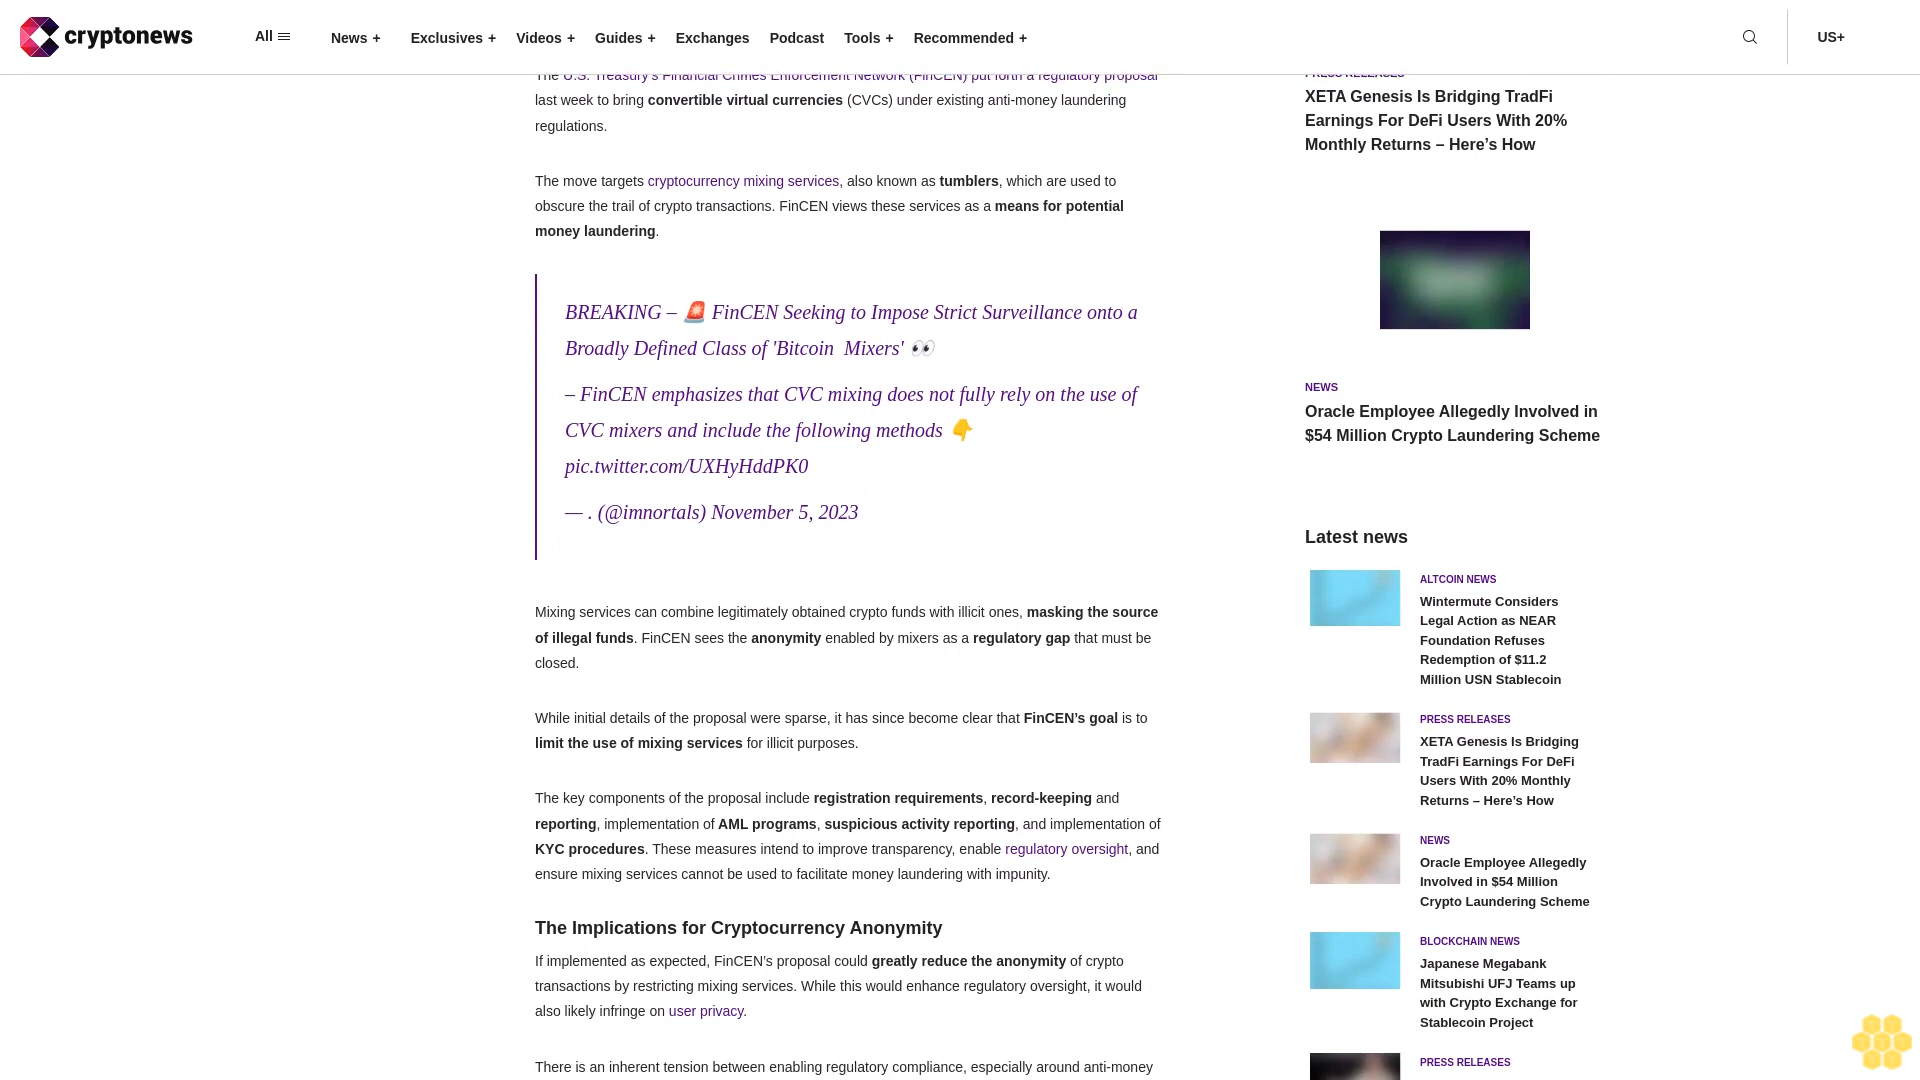 cryptonews
All
News +
Exclusives +
Videos +
Guides +
Exchanges
Podcast
Tools +
Recommended +
US+
The U.S. Treasury's Financial Crimes Enforcement Network (FinCEN) put forth a regulatory proposal
last week to bring convertible virtual currencies (CVCs) under existing anti-money laundering
regulations.
The move targets cryptocurrency mixing services, also known as tumblers, which are used to
obscure the trail of crypto transactions. FinCEN views these services as a means for potential
money laundering.
BREAKING – 🚨 FinCEN Seeking to Impose Strict Surveillance onto a
Broadly Defined Class of 'Bitcoin Mixers' 👀
– FinCEN emphasizes that CVC mixing does not fully rely on the use of
CVC mixers and include the following methods 👇
pic.twitter.com/UXHyHddPK0
— . (@imnortals) November 5, 2023
Mixing services can combine legitimately obtained crypto funds with illicit ones, masking the source
of illegal funds. FinCEN sees the anonymity enabled by mixers as a regulatory gap that must be
closed.
While initial details of the proposal were sparse, it has since become clear that FinCEN’s goal is to
limit the use of mixing services for illicit purposes.
The key components of the proposal include registration requirements, record-keeping and
reporting, implementation of AML programs, suspicious activity reporting, and implementation of
KYC procedures. These measures intend to improve transparency, enable regulatory oversight, and
ensure mixing services cannot be used to facilitate money laundering with impunity.
The Implications for Cryptocurrency Anonymity
If implemented as expected, FinCEN’s proposal could greatly reduce the anonymity of crypto
transactions by restricting mixing services. While this would enhance regulatory oversight, it would
also likely infringe on user privacy.
There is an inherent tension between enabling regulatory compliance, especially around anti-money
PRESS RELEASES
XETA Genesis Is Bridging TradFi
Earnings For DeFi Users With 20%
Monthly Returns – Here’s How
NEWS
Oracle Employee Allegedly Involved in
$54 Million Crypto Laundering Scheme
Latest news
ALTCOIN NEWS
Wintermute Considers
Legal Action as NEAR
Foundation Refuses
Redemption of $11.2
Million USN Stablecoin
PRESS RELEASES
XETA Genesis Is Bridging
TradFi Earnings For DeFi
Users With 20% Monthly
Returns – Here’s How
NEWS
Oracle Employee Allegedly
Involved in $54 Million
Crypto Laundering Scheme
BLOCKCHAIN NEWS
Japanese Megabank
Mitsubishi UFJ Teams up
with Crypto Exchange for
Stablecoin Project
PRESS RELEASES